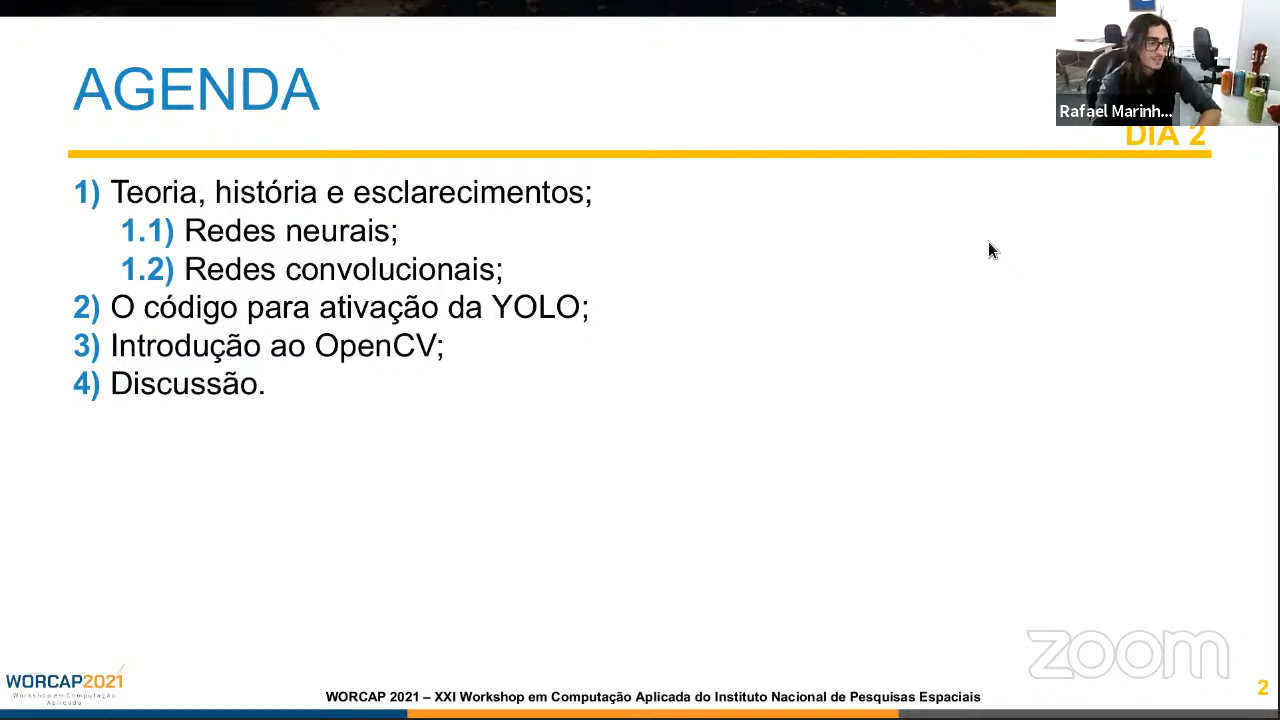 AGENDA
Rafael Marinh...
DIA 2
1) Teoria, história e esclarecimentos;
1.1) Redes neurais;
1.2) Redes convolucionais;
2) O código para ativação da YOLO;
3) Introdução ao OpenCV;
4) Discussão.
zoom
WORCAP2021
Workshop em Computação
Aplicada
WORCAP 2021 – XXI Workshop em Computação Aplicada do Instituto Nacional de Pesquisas Espaciais
2